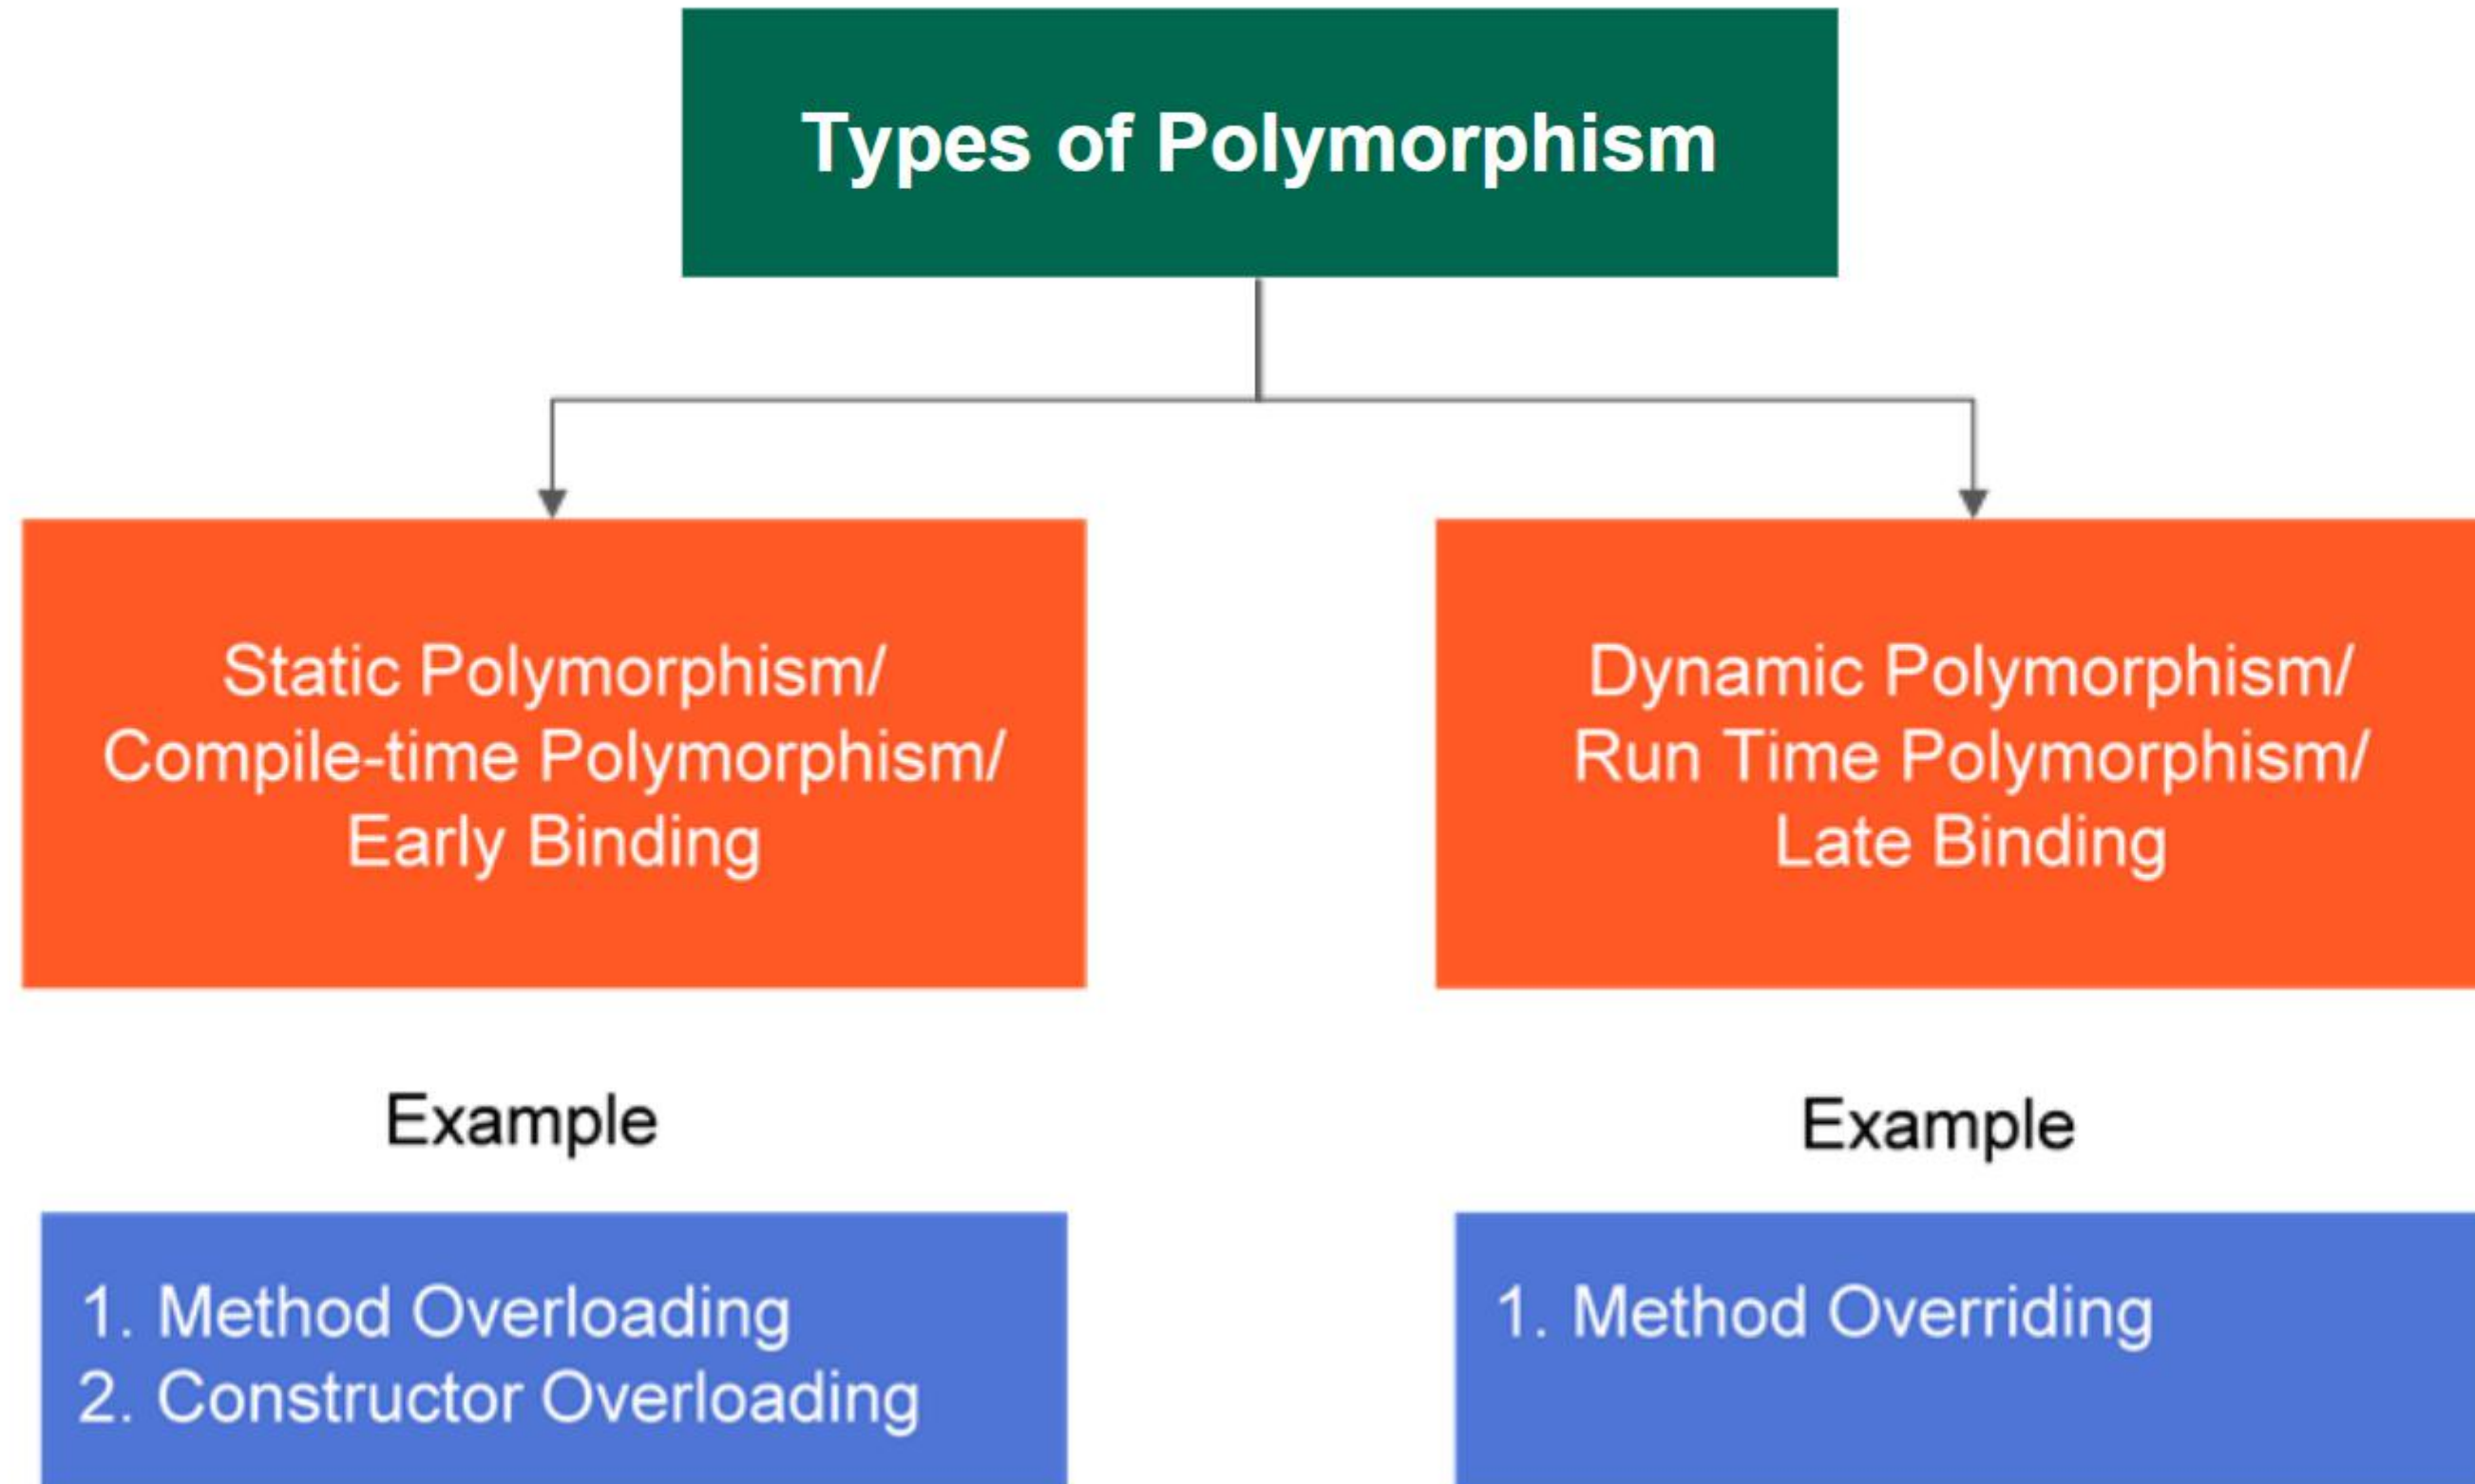 Types of Polymorphism
Static Polymorphism/
Compile-time Polymorphism/
Early Binding
Dynamic Polymorphism/
Run Time Polymorphism/
Late Binding
Example
Example
1. Method Overloading
2. Constructor Overloading
1. Method Overriding